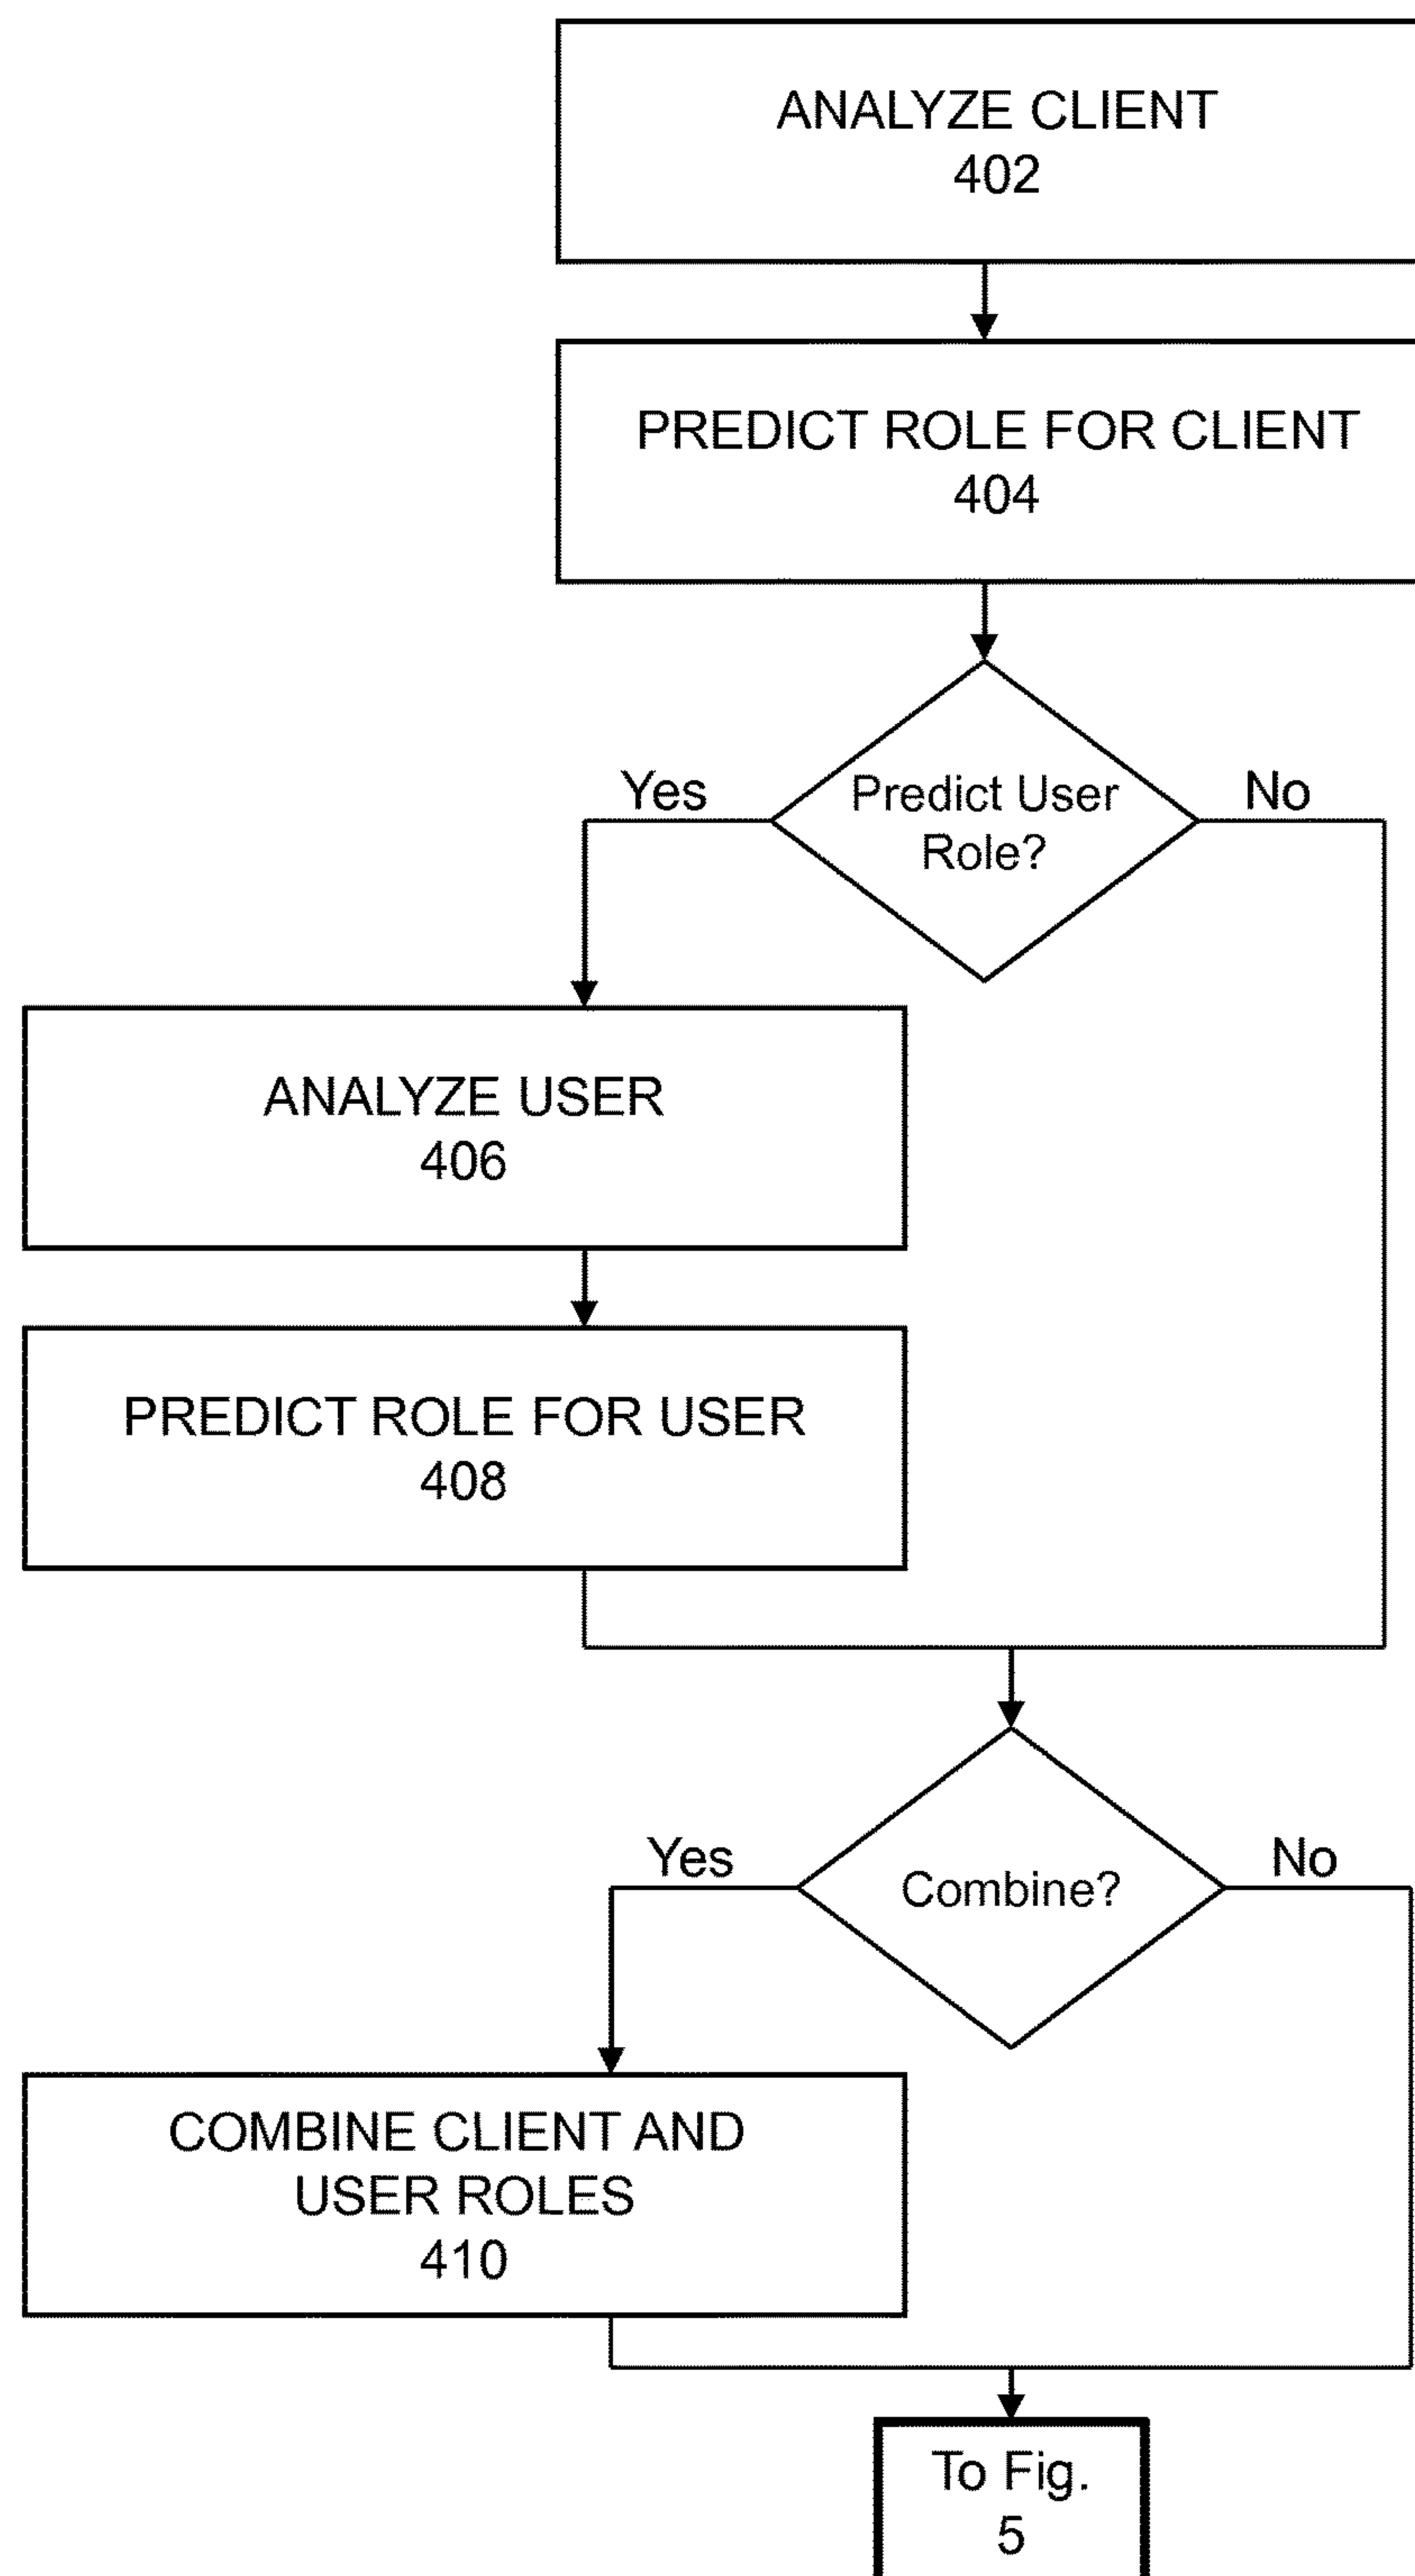 ANALYZE CLIENT
402
PREDICT ROLE FOR CLIENT
404
Predict User
Role?
Yes
No
ANALYZE USER
406
PREDICT ROLE FOR USER
408
Combine?
Yes
No
COMBINE CLIENT AND
USER ROLES
410
To Fig.
5